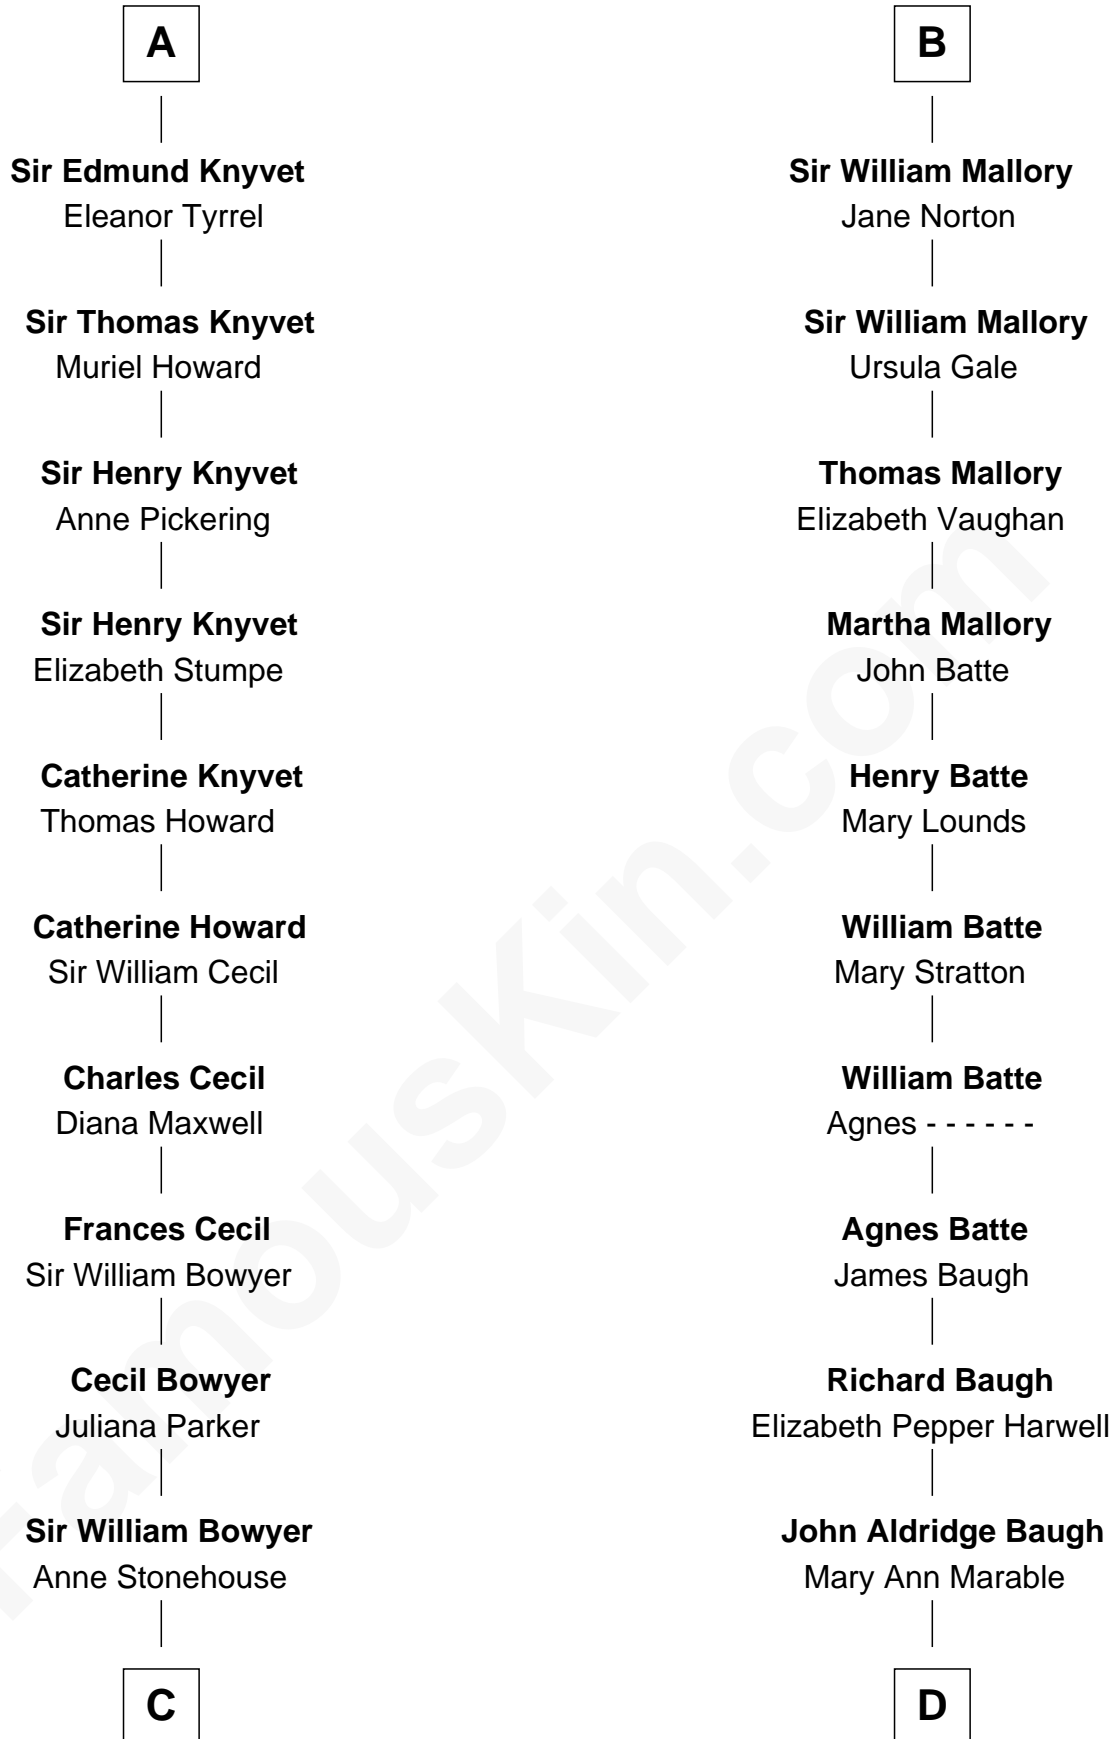 A
Sir Edmund Knyvet
Eleanor Tyrrel
Sir Thomas Knyvet
Muriel Howard
Sir Henry Knyvet
Anne Pickering
Sir Henry Knyvet
Elizabeth Stumpe
Catherine Knyvet
Thomas Howard
Catherine Howard
Sir William Cecil
Charles Cecil
Diana Maxwell
Frances Cecil
Sir William Bowyer
Cecil Bowyer
Juliana Parker
Sir William Bowyer
Anne Stonehouse
C
B
Sir William Mallory
Jane Norton
Sir William Mallory
Ursula Gale
Thomas Mallory
Elizabeth Vaughan
Martha Mallory
John Batte
Henry Batte
Mary Lounds
William Batte
Mary Stratton
William Batte
Agnes - - - - - -
Agnes Batte
James Baugh
Richard Baugh
Elizabeth Pepper Harwell
John Aldridge Baugh
Mary Ann Marable
D
FamousKin.com